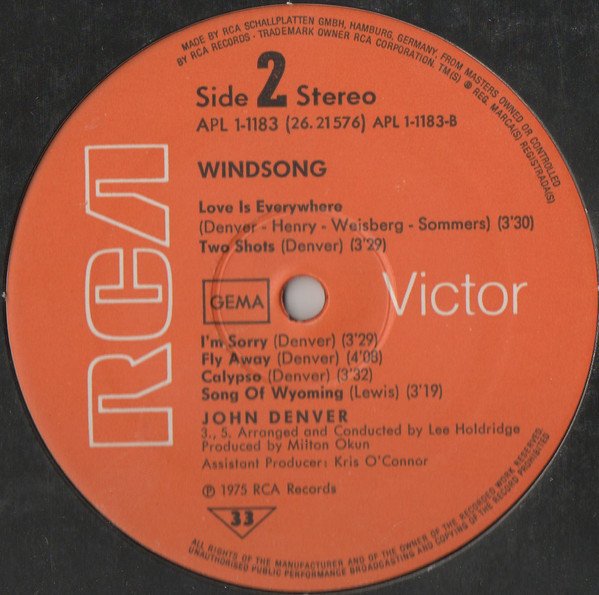 MADE BY RCA SCHALLPLATTEN GMBH, HAMBURG, GERMANY, FROM MASTERS OWNED OR CONTROLLED
BY RCA RECORDS - TRADEMARK OWNER RCA CORPORATION. TM(S) ® REG. MARCA(S) REGISTRADA(S)
Side 2 Stereo
APL 1-1183 (26.21576) APL 1-1183-B
WINDSONG
Love Is Everywhere
(Denver - Henry - Weisberg - Sommers) (3'30)
Two Shots (Denver) (3'29)
RCA
GEMA
Victor
I'm Sorry (Denver) (3'29)
Fly Away (Denver) (4'08)
Calypso (Denver) (3'32)
Song Of Wyoming (Lewis) (3'19)
JOHN DENVER
3., 5. Arranged and Conducted by Lee Holdridge
Produced by Milton Okun
Assistant Producer: Kris O'Connor
℗ 1975 RCA Records
33
ALL RIGHTS OF THE MANUFACTURER AND OF THE OWNER OF THE RECORDED WORK RESERVED.
UNAUTHORISED PUBLIC PERFORMANCE BROADCASTING AND COPYING OF THE RECORD PROHIBITED